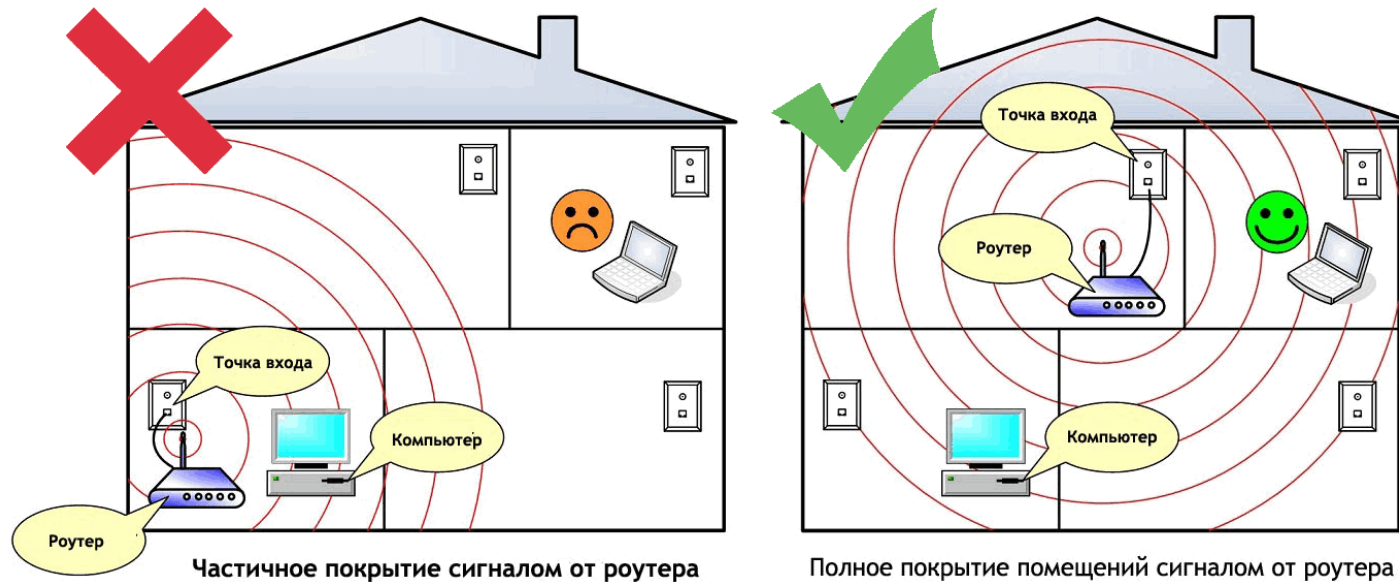 Точка входа
Компьютер
Роутер
Частичное покрытие сигналом от роутера
Точка входа
Роутер
Компьютер
Полное покрытие помещений сигналом от роутера